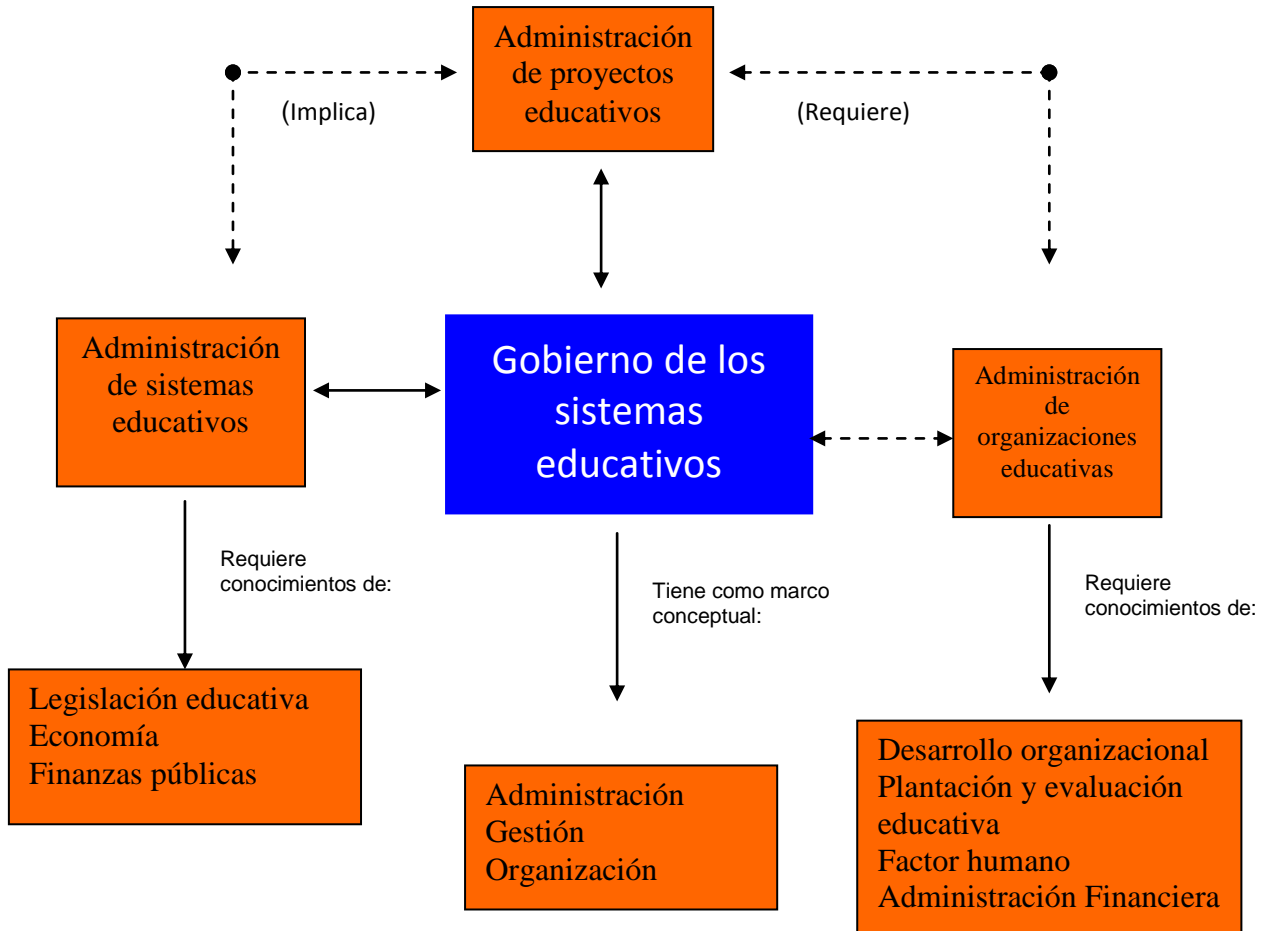 Administración
de proyectos
educativos
(Implica)
(Requiere)
Administración
de sistemas
educativos
Gobierno de los
sistemas
educativos
Administración
de
organizaciones
educativas
Requiere
conocimientos de:
Tiene como marco
conceptual:
Requiere
conocimientos de:
Legislación educativa
Economía
Finanzas públicas
Administración
Gestión
Organización
Desarrollo organizacional
Plantación y evaluación
educativa
Factor humano
Administración Financiera